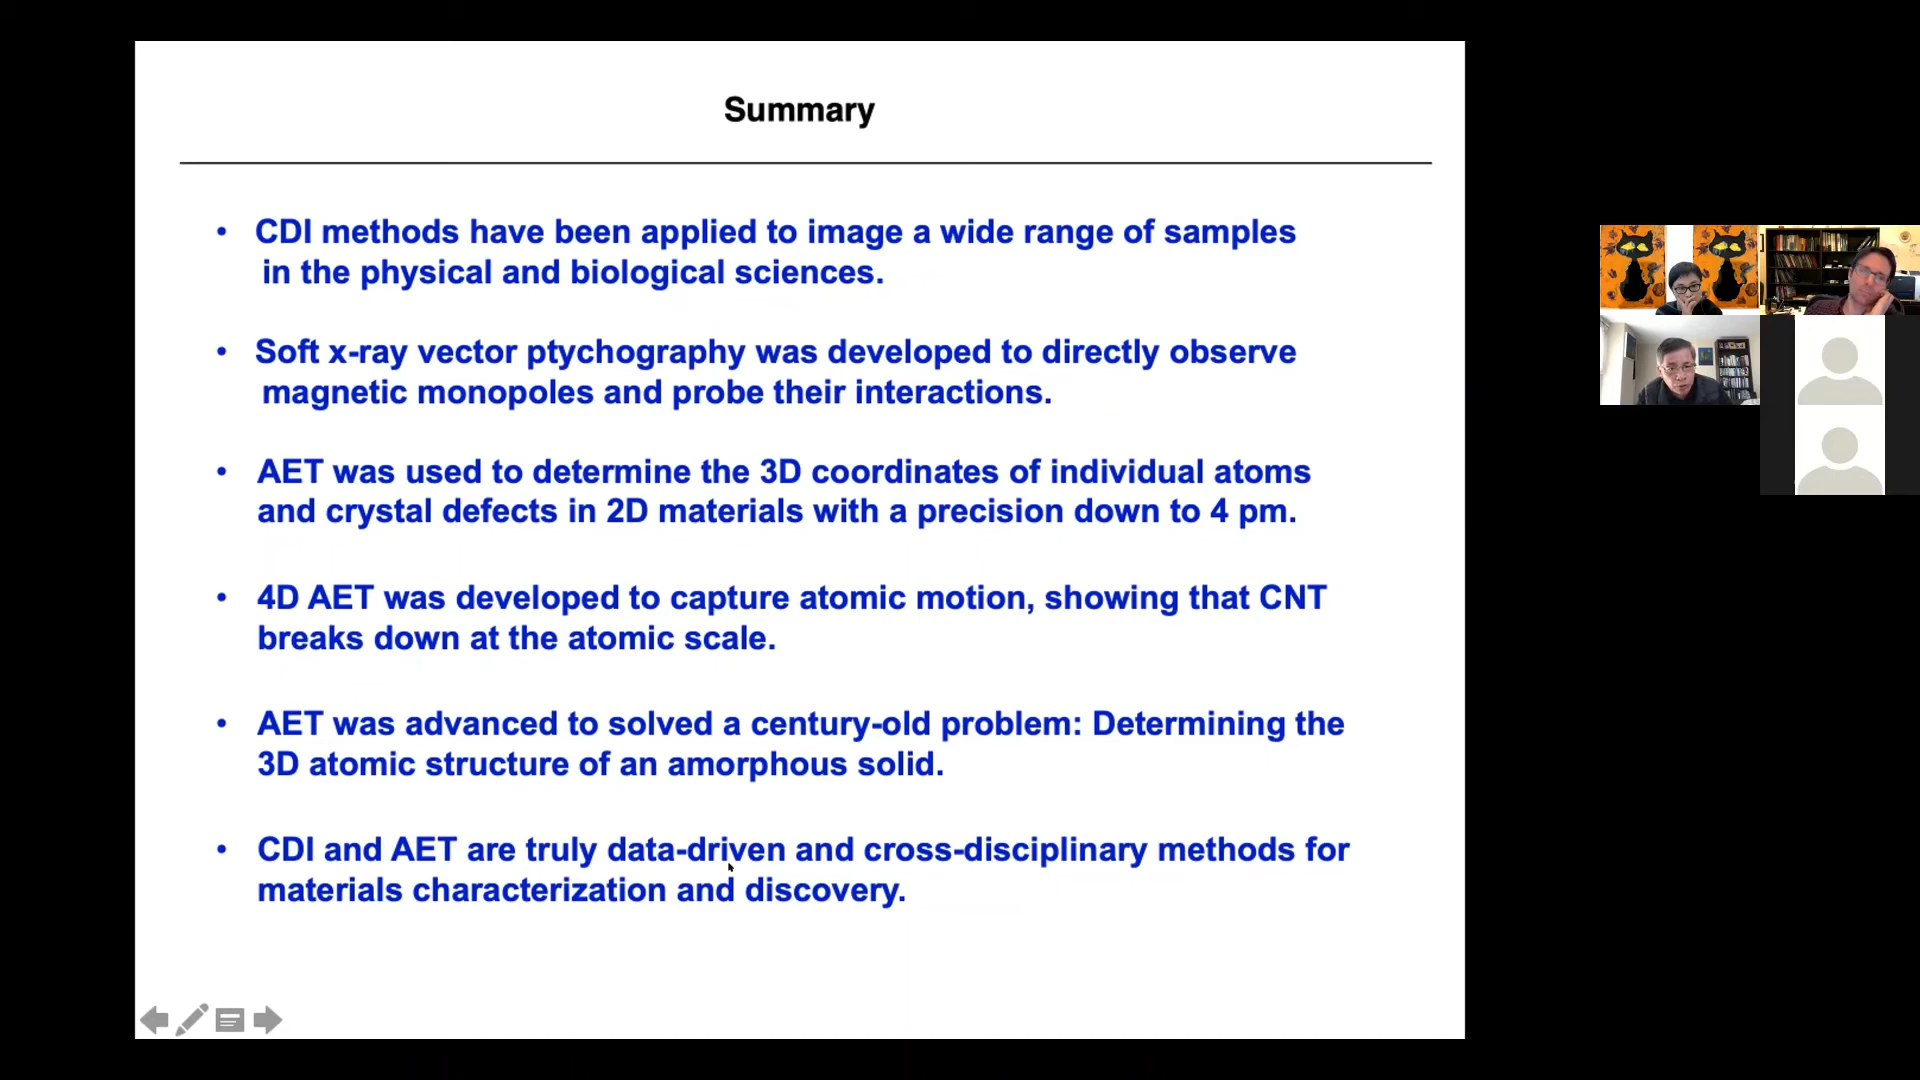 Summary
• CDI methods have been applied to image a wide range of samples
in the physical and biological sciences.
• Soft x-ray vector ptychography was developed to directly observe
magnetic monopoles and probe their interactions.
• AET was used to determine the 3D coordinates of individual atoms
and crystal defects in 2D materials with a precision down to 4 pm.
• 4D AET was developed to capture atomic motion, showing that CNT
breaks down at the atomic scale.
• AET was advanced to solved a century-old problem: Determining the
3D atomic structure of an amorphous solid.
• CDI and AET are truly data-driven and cross-disciplinary methods for
materials characterization and discovery.